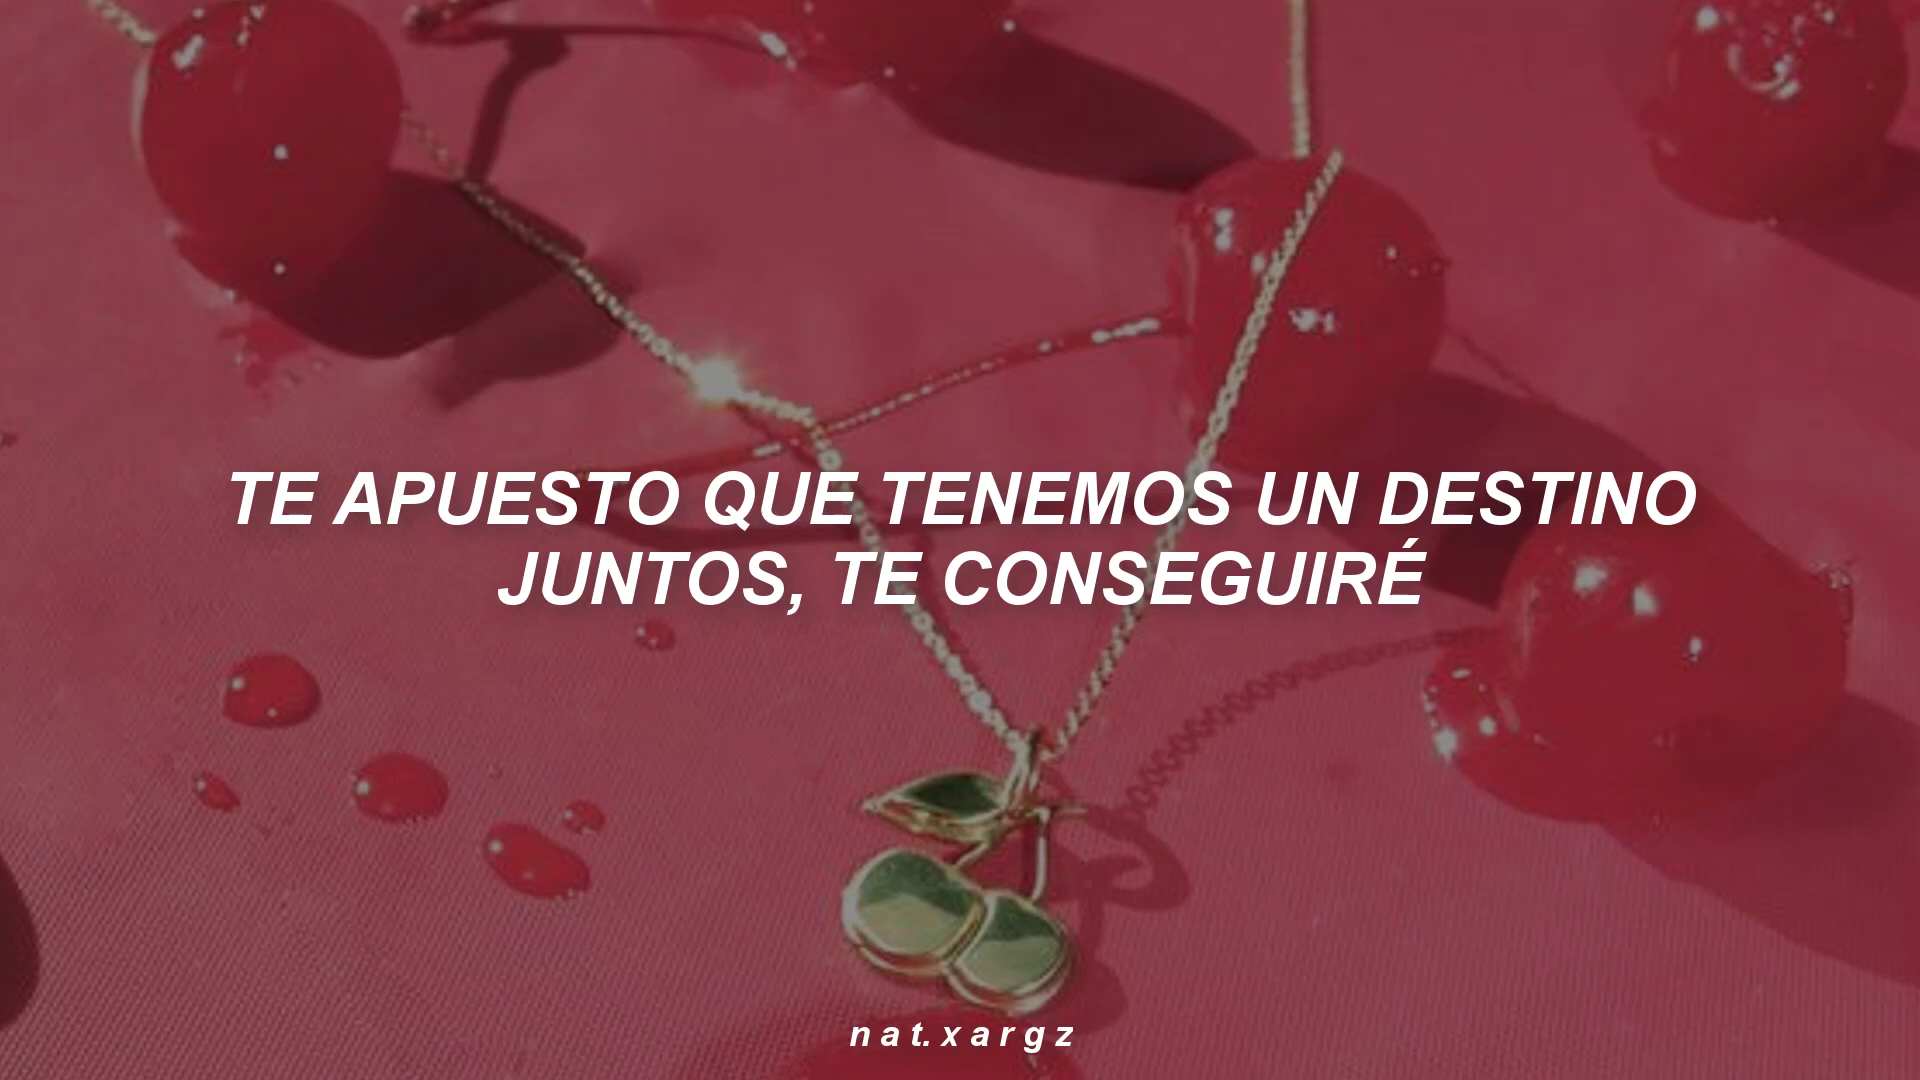 TE APUESTO QUE TENEMOS UN DESTINO
JUNTOS, TE CONSEGUIRÉ
nat.xargz